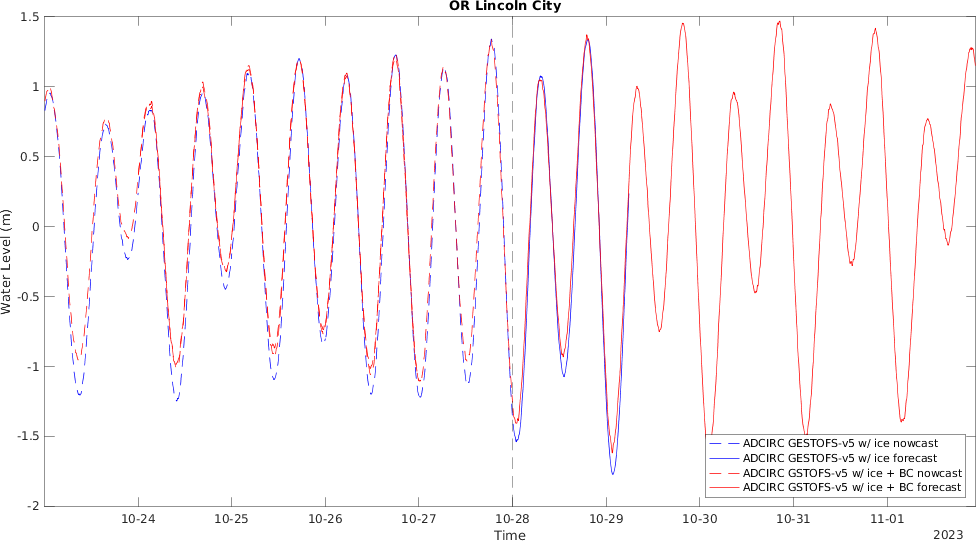 OR Lincoln City
1.5
1
0.5
0
-0.5
-1
-1.5
-2
Water Level (m)
ADCIRC GESTOFS-v5 w/ ice nowcast
ADCIRC GESTOFS-v5 w/ ice forecast
ADCIRC GSTOFS-v5 w/ ice + BC nowcast
ADCIRC GSTOFS-v5 w/ ice + BC forecast
10-24 10-25 10-26 10-27 10-28 10-29 10-30 10-31 11-01
Time
2023